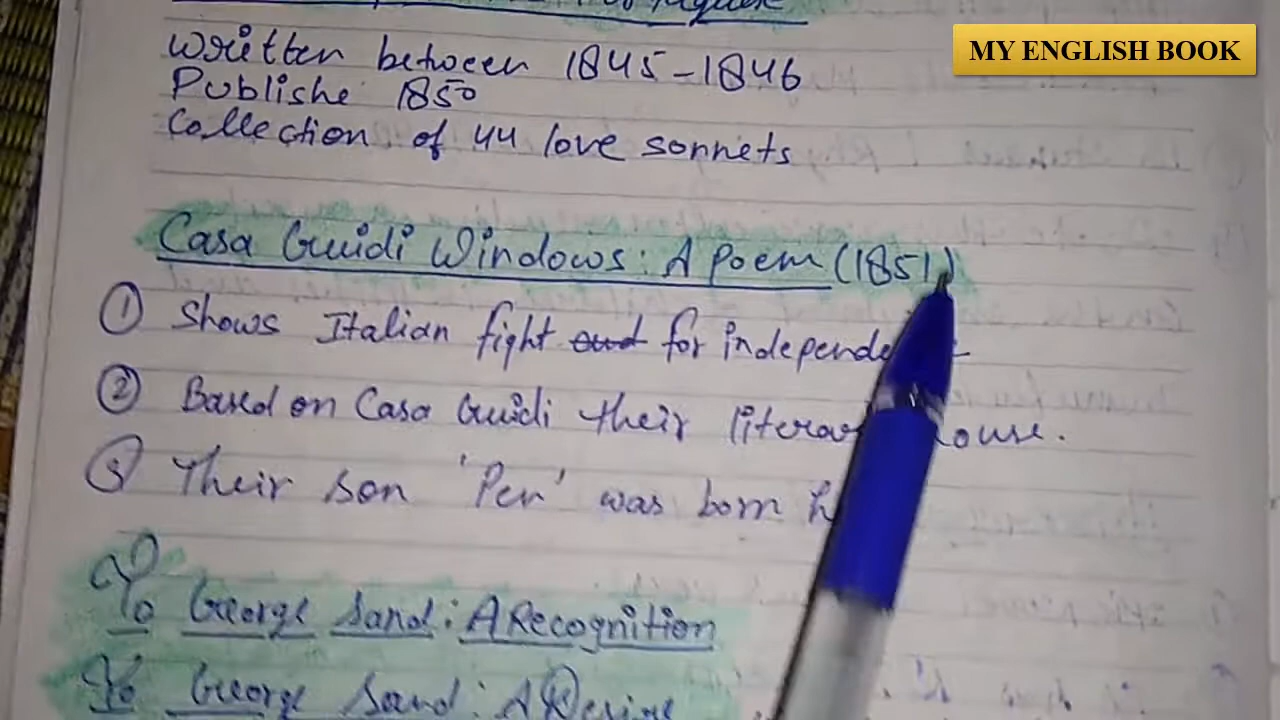 MY ENGLISH BOOK
Written between 1845-1846
Publishe 1850
Collection of 44 love sonnets
Casa Guidi Windows: A Poem (1851)
① Shows Italian fight for independe
② Based on Casa Guidi their litera ouse.
③ Their son 'Pen' was born h
To George Sand: A Recognition
To George Sand: A Desire